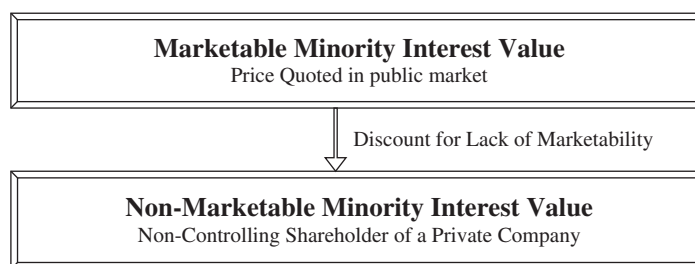 Marketable Minority Interest Value
Price Quoted in public market
Discount for Lack of Marketability
Non-Marketable Minority Interest Value
Non-Controlling Shareholder of a Private Company